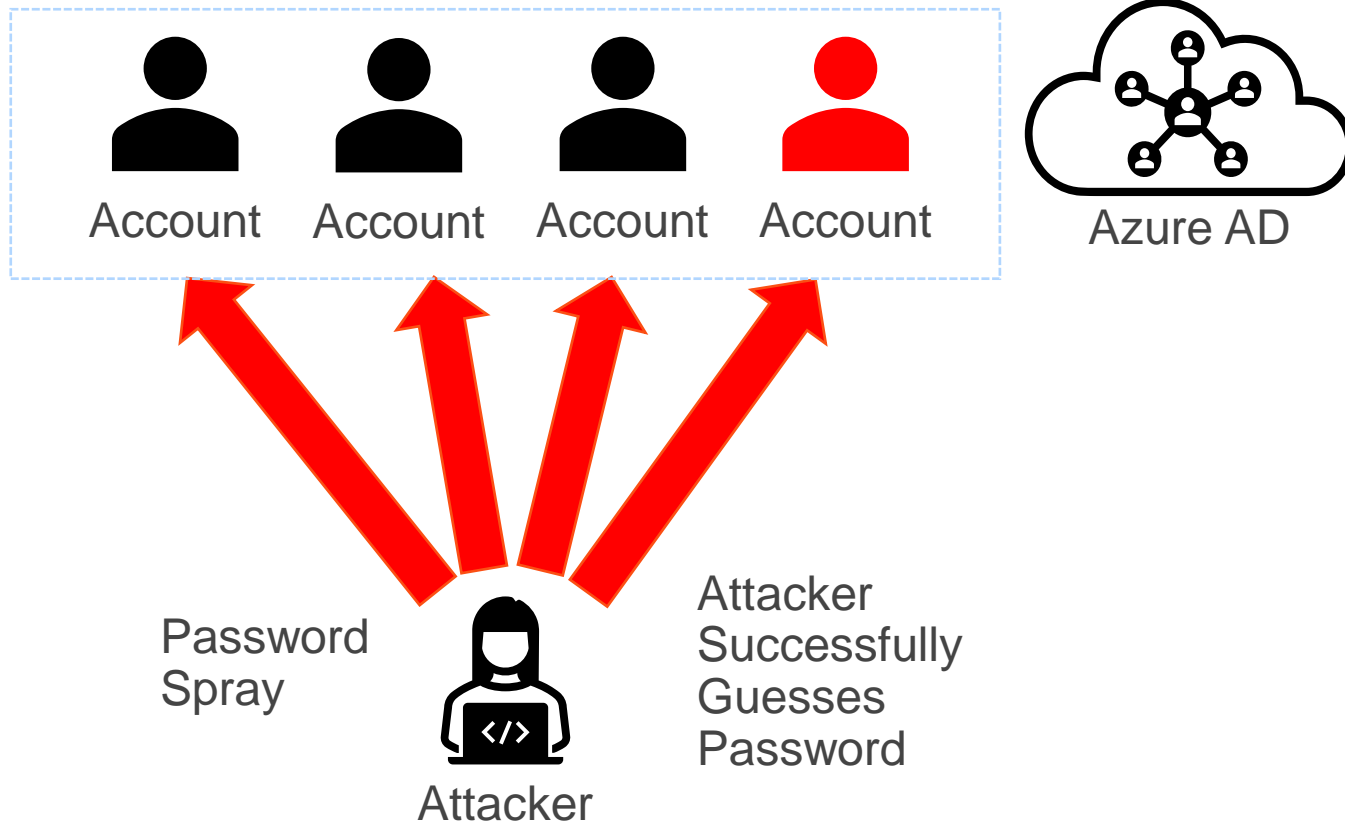 Account
Account
Account
Account
Azure AD
Password
Spray
Attacker
Successfully
Guesses
Password
</>
Attacker